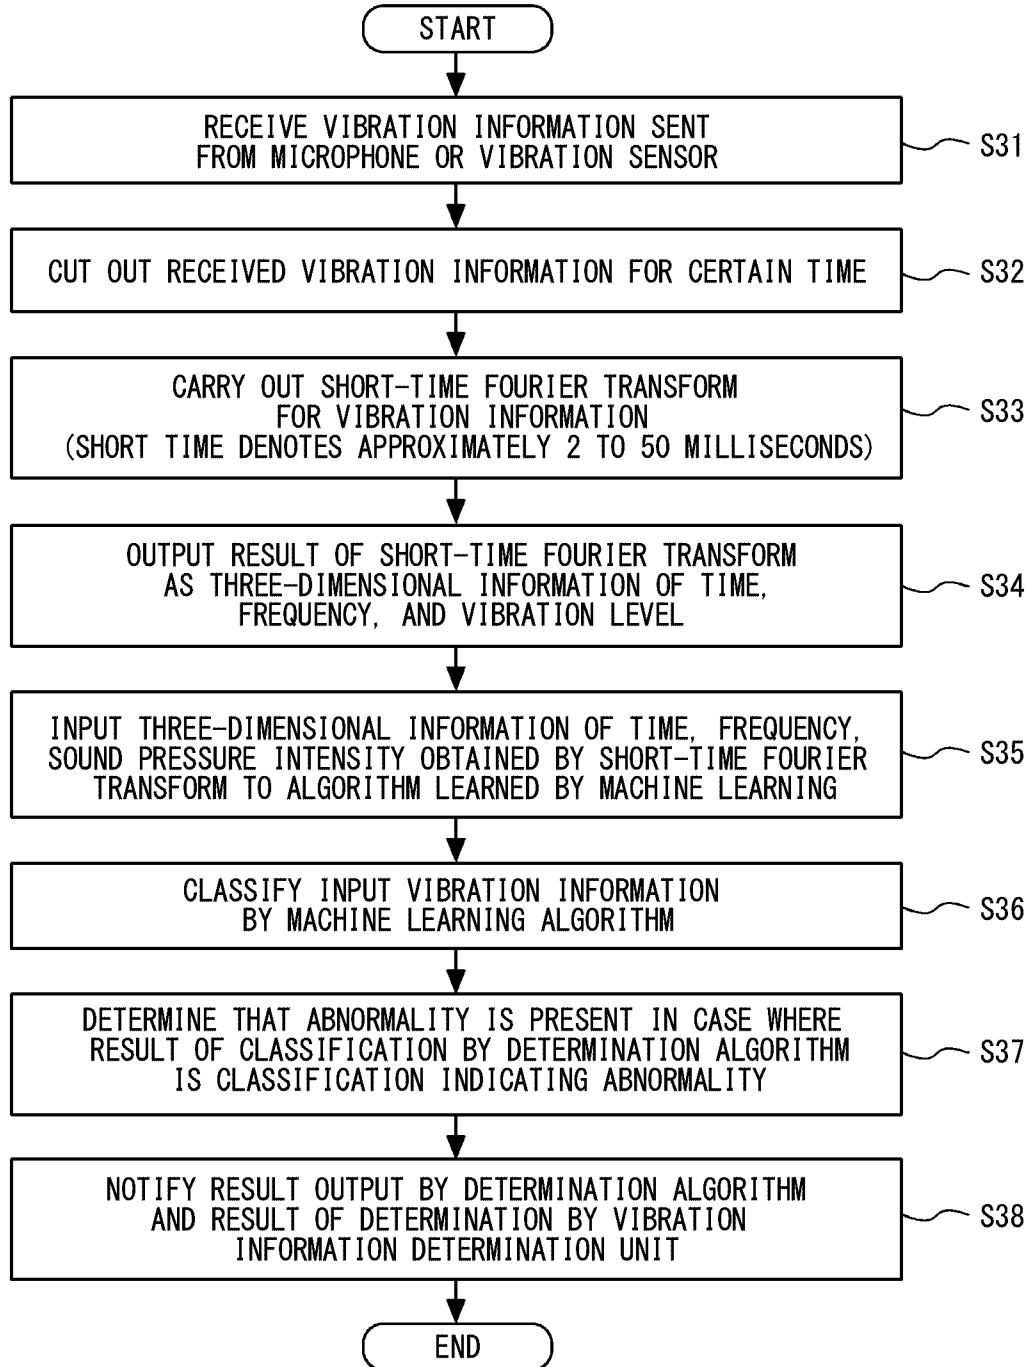 START
RECEIVE VIBRATION INFORMATION SENT
FROM MICROPHONE OR VIBRATION SENSOR
S31
CUT OUT RECEIVED VIBRATION INFORMATION FOR CERTAIN TIME
S32
CARRY OUT SHORT-TIME FOURIER TRANSFORM
FOR VIBRATION INFORMATION
(SHORT TIME DENOTES APPROXIMATELY 2 TO 50 MILLISECONDS)
S33
OUTPUT RESULT OF SHORT-TIME FOURIER TRANSFORM
AS THREE-DIMENSIONAL INFORMATION OF TIME,
FREQUENCY, AND VIBRATION LEVEL
S34
INPUT THREE-DIMENSIONAL INFORMATION OF TIME, FREQUENCY,
SOUND PRESSURE INTENSITY OBTAINED BY SHORT-TIME FOURIER
TRANSFORM TO ALGORITHM LEARNED BY MACHINE LEARNING
S35
CLASSIFY INPUT VIBRATION INFORMATION
BY MACHINE LEARNING ALGORITHM
S36
DETERMINE THAT ABNORMALITY IS PRESENT IN CASE WHERE
RESULT OF CLASSIFICATION BY DETERMINATION ALGORITHM
IS CLASSIFICATION INDICATING ABNORMALITY
S37
NOTIFY RESULT OUTPUT BY DETERMINATION ALGORITHM
AND RESULT OF DETERMINATION BY VIBRATION
INFORMATION DETERMINATION UNIT
S38
END